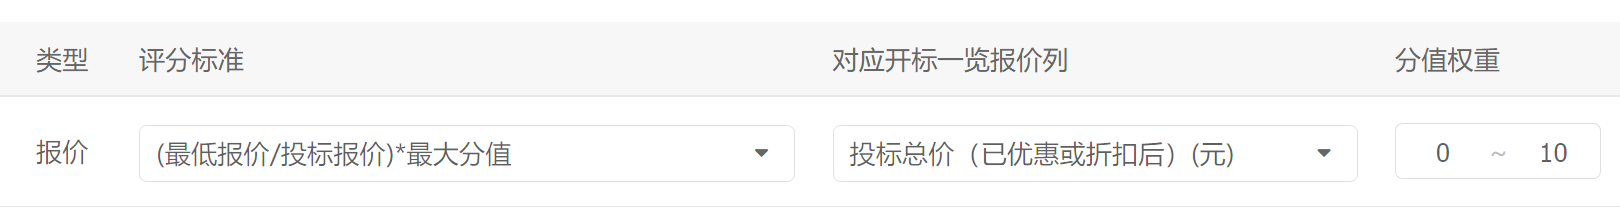 类型 评分标准 对应开标一览报价列 分值权重
报价 (最低报价/投标报价)*最大分值 投标总价（已优惠或折扣后）(元) 0 ~ 10